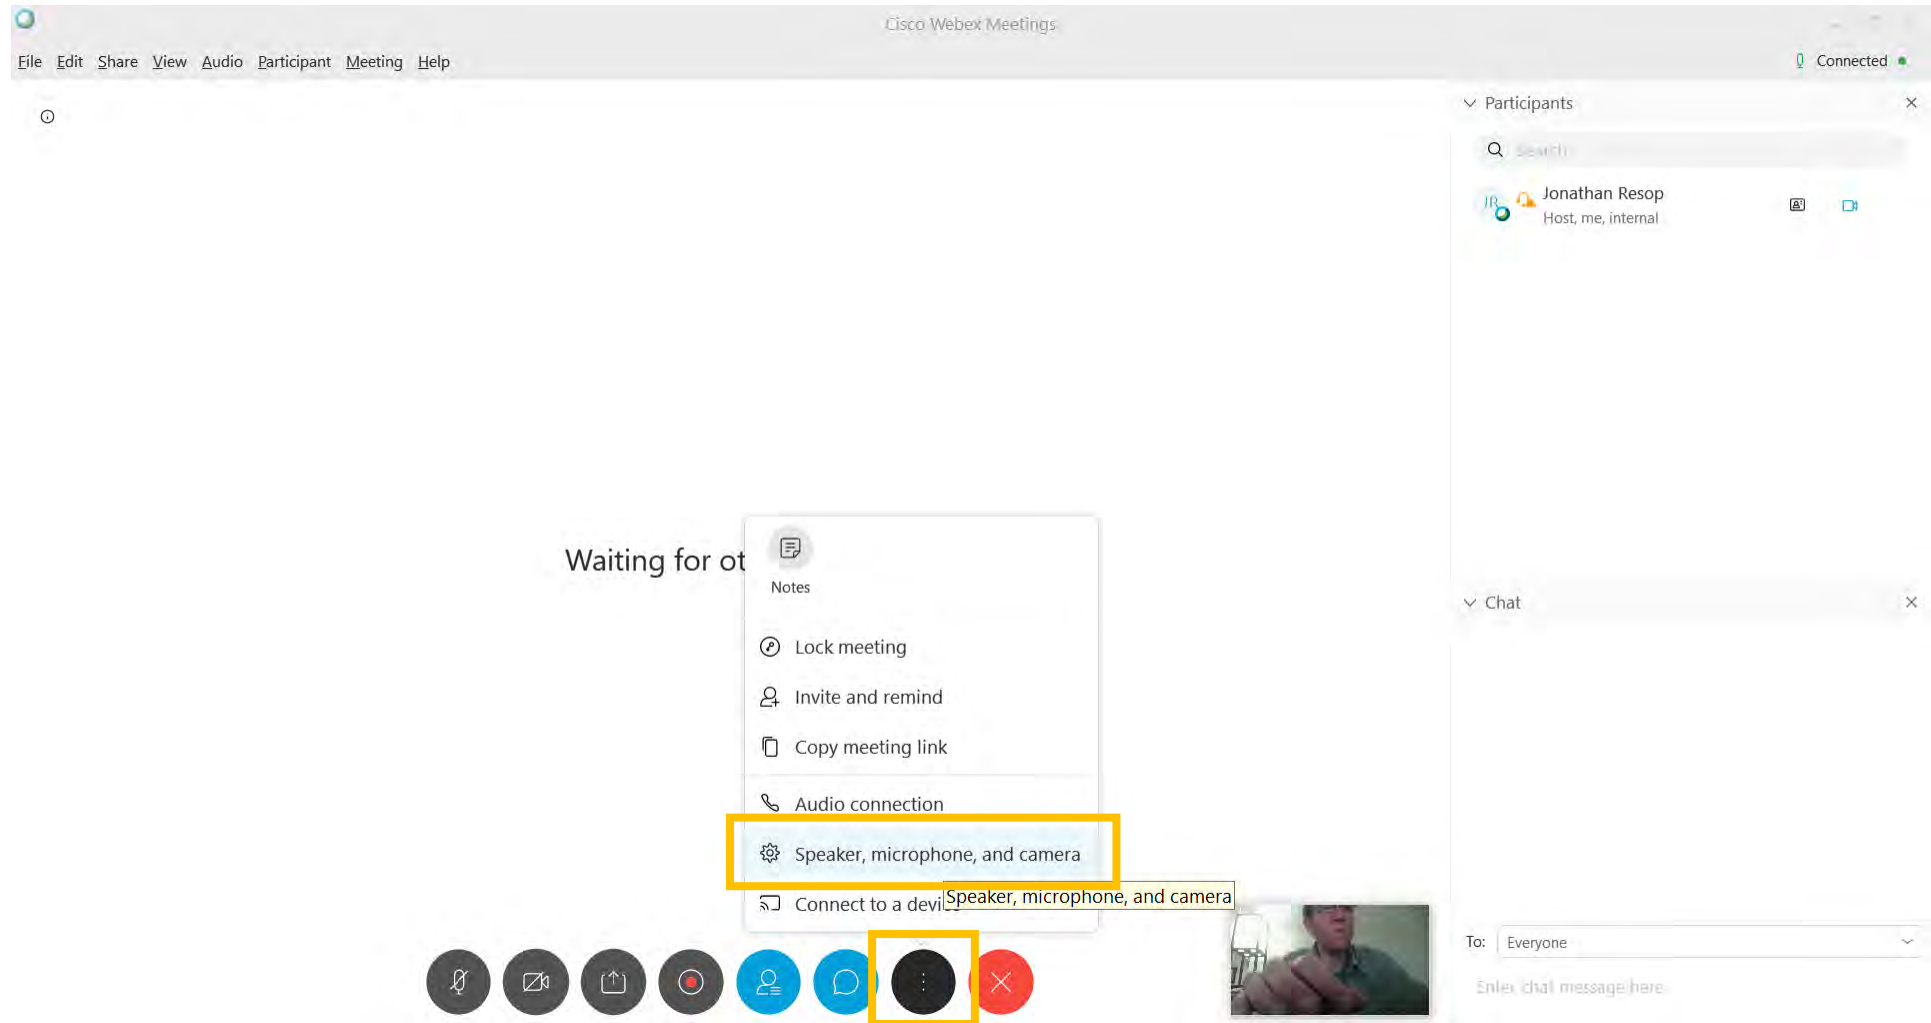 Cisco Webex Meetings
File Edit Share View Audio Participant Meeting Help
Connected
Participants
Search
JR
Jonathan Resop
Host, me, internal
Waiting for ot
Notes
Lock meeting
Invite and remind
Copy meeting link
Audio connection
Speaker, microphone, and camera
Connect to a devi
Speaker, microphone, and camera
Chat
To: Everyone
Enter chat message here